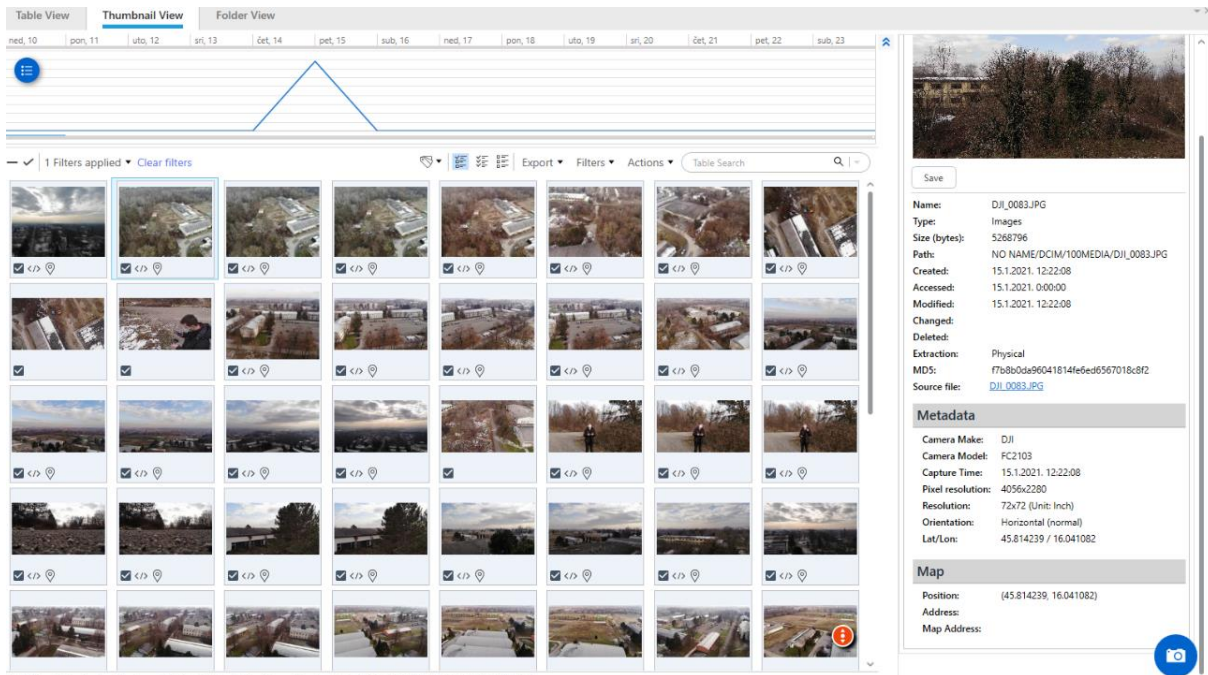 Table View Thumbnail View Folder View
ned, 10 pon, 11 uto, 12 sri, 13 čet, 14 pet, 15 sub, 16 ned, 17 pon, 18 uto, 19 sri, 20 čet, 21 pet, 22 sub, 23
1 Filters applied Clear filters Export Filters Actions Table Search
Save
Name: DJI_0083.JPG
Type: Images
Size (bytes): 5268796
Path: NO NAME/DCIM/100MEDIA/DJI_0083.JPG
Created: 15.1.2021. 12:22:08
Accessed: 15.1.2021. 0:00:00
Modified: 15.1.2021. 12:22:08
Changed:
Deleted:
Extraction: Physical
MD5: f7b8b0da96041814fe6ed6567018c8f2
Source file: DJI_0083.JPG
Metadata
Camera Make: DJI
Camera Model: FC2103
Capture Time: 15.1.2021. 12:22:08
Pixel resolution: 4056x2280
Resolution: 72x72 (Unit: Inch)
Orientation: Horizontal (normal)
Lat/Lon: 45.814239 / 16.041082
Map
Position: (45.814239, 16.041082)
Address:
Map Address: